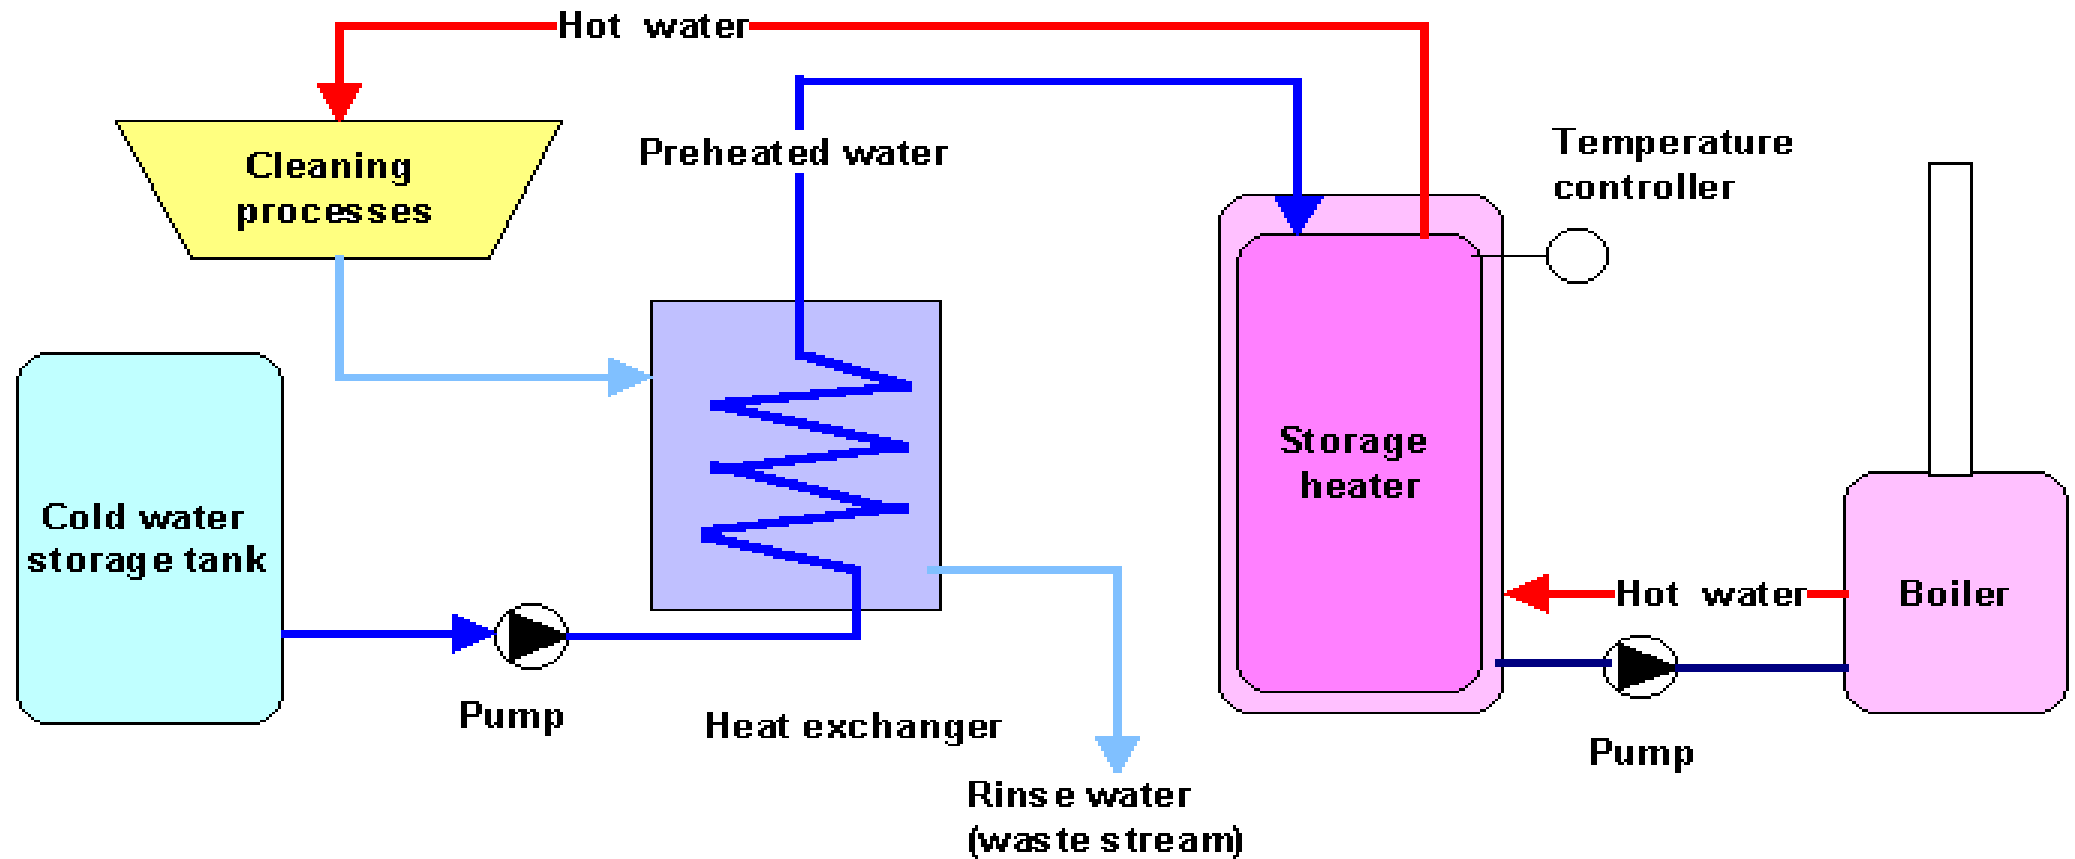 Hot water
Preheated water
Temperature
controller
Cleaning
processes
Storage
heater
Cold water
storage tank
Hot water
Boiler
Pump
Heat exchanger
Pump
Rinse water
(waste stream)